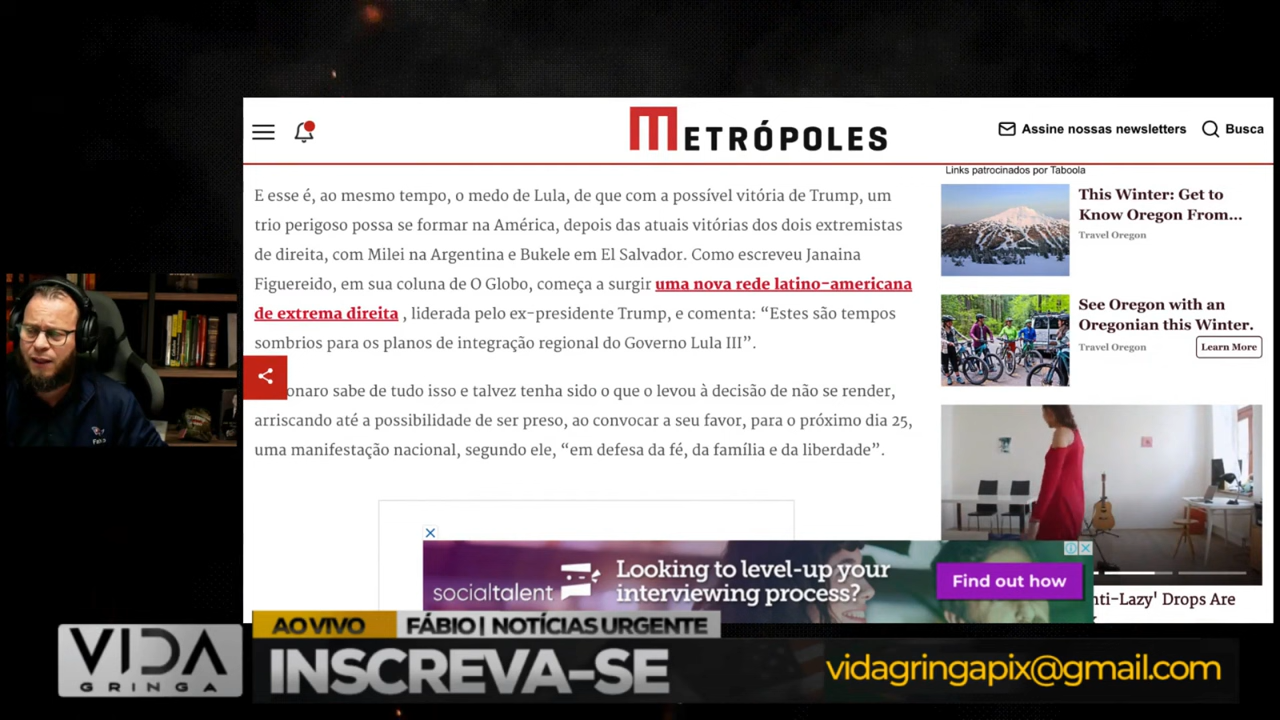 METRÓPOLES
Assine nossas newsletters
Busca
E esse é, ao mesmo tempo, o medo de Lula, de que com a possível vitória de Trump, um
trio perigoso possa se formar na América, depois das atuais vitórias dos dois extremistas
de direita, com Milei na Argentina e Bukele em El Salvador. Como escreveu Janaina
Figuereido, em sua coluna de O Globo, começa a surgir uma nova rede latino-americana
de extrema direita , liderada pelo ex-presidente Trump, e comenta: “Estes são tempos
sombrios para os planos de integração regional do Governo Lula III”.
onaro sabe de tudo isso e talvez tenha sido o que o levou à decisão de não se render,
arriscando até a possibilidade de ser preso, ao convocar a seu favor, para o próximo dia 25,
uma manifestação nacional, segundo ele, “em defesa da fé, da família e da liberdade”.
Links patrocinados por Taboola
This Winter: Get to
Know Oregon From...
Travel Oregon
See Oregon with an
Oregonian this Winter.
Travel Oregon
Learn More
nti-Lazy' Drops Are
socialtalent
Looking to level-up your
interviewing process?
Find out how
AO VIVO
FÁBIO | NOTÍCIAS URGENTE
VIDA
GRINGA
INSCREVA-SE
vidagringapix@gmail.com